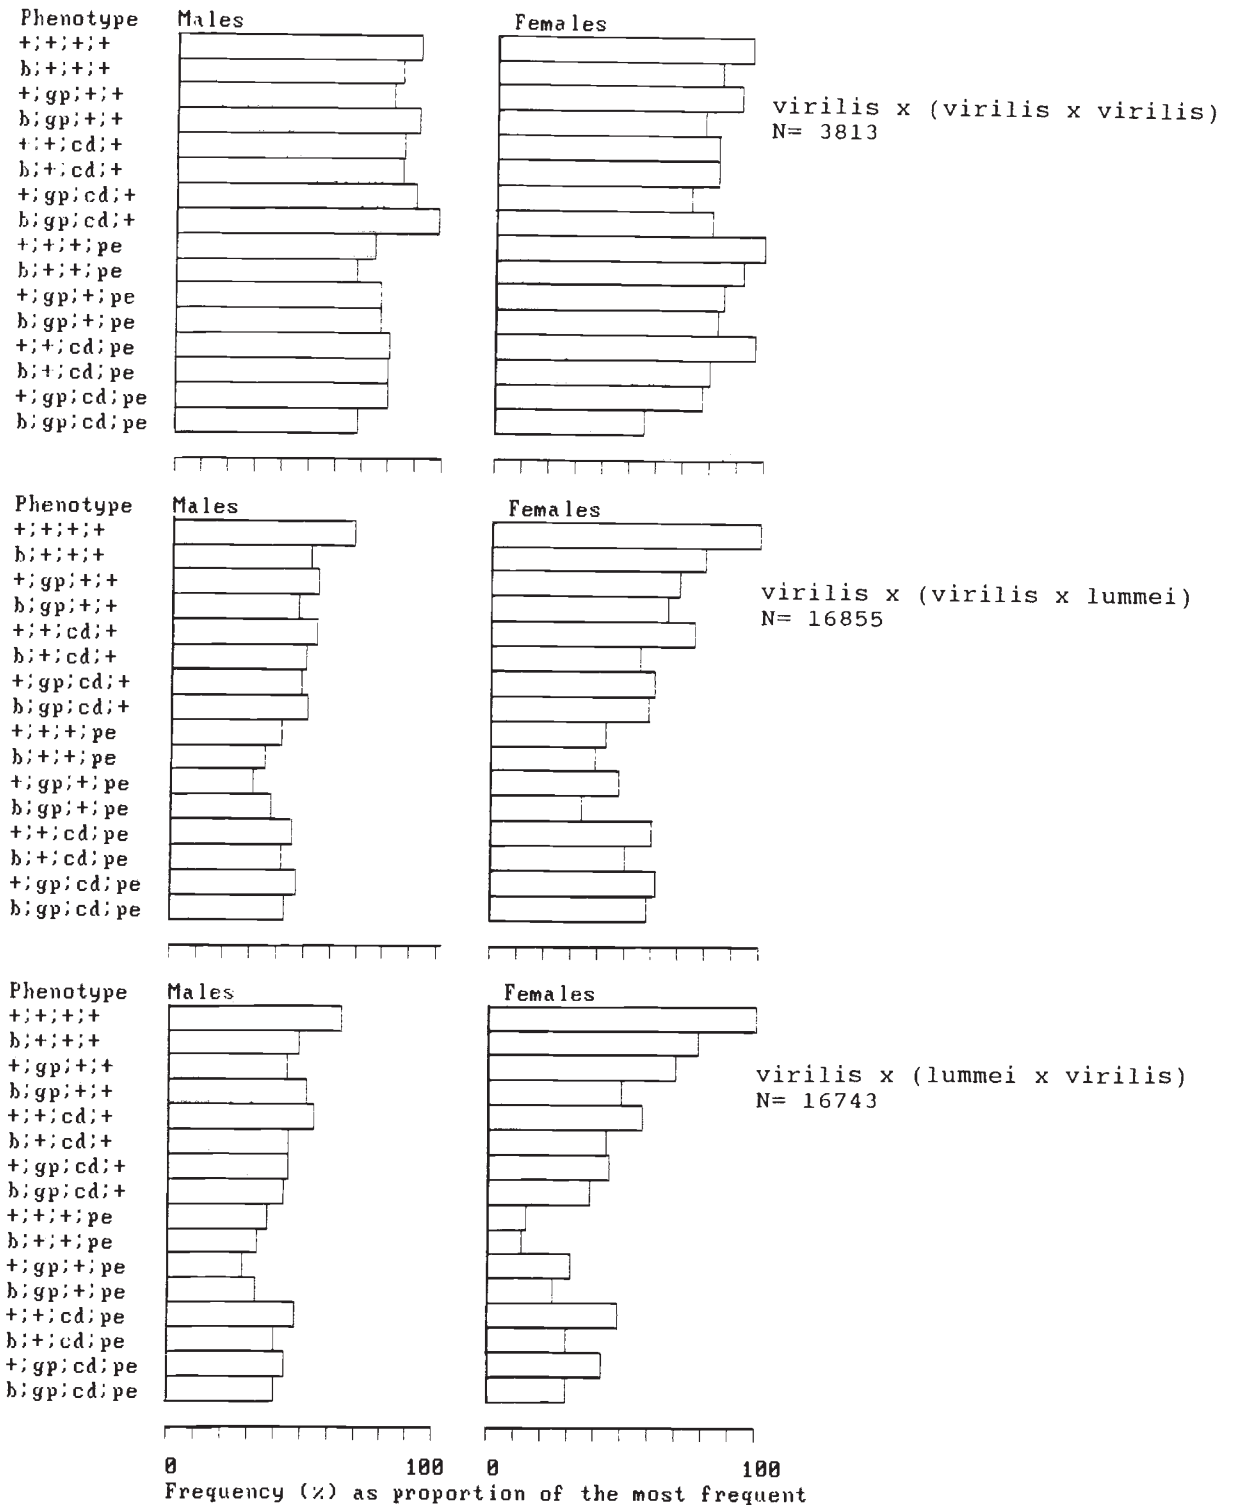 Phenotype Males Females
+;+;+;+
b;+;+;+
+;gp;+;+
b;gp;+;+
+;+;cd;+
b;+;cd;+
+;gp;cd;+
b;gp;cd;+
+;+;+;pe
b;+;+;pe
+;gp;+;pe
b;gp;+;pe
+;+;cd;pe
b;+;cd;pe
+;gp;cd;pe
b;gp;cd;pe
virilis x (virilis x virilis)
N= 3813
Phenotype Males Females
+;+;+;+
b;+;+;+
+;gp;+;+
b;gp;+;+
+;+;cd;+
b;+;cd;+
+;gp;cd;+
b;gp;cd;+
+;+;+;pe
b;+;+;pe
+;gp;+;pe
b;gp;+;pe
+;+;cd;pe
b;+;cd;pe
+;gp;cd;pe
b;gp;cd;pe
virilis x (virilis x lummei)
N= 16855
Phenotype Males Females
+;+;+;+
b;+;+;+
+;gp;+;+
b;gp;+;+
+;+;cd;+
b;+;cd;+
+;gp;cd;+
b;gp;cd;+
+;+;+;pe
b;+;+;pe
+;gp;+;pe
b;gp;+;pe
+;+;cd;pe
b;+;cd;pe
+;gp;cd;pe
b;gp;cd;pe
virilis x (lummei x virilis)
N= 16743
0 100 0 100
Frequency (%) as proportion of the most frequent